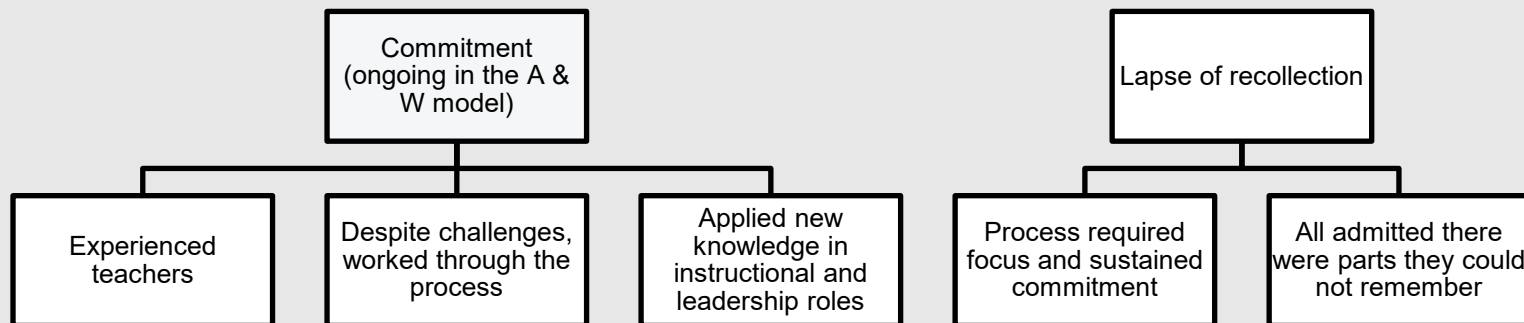 Commitment
(ongoing in the A &
W model)
Lapse of recollection
Experienced
teachers
Despite challenges,
worked through the
process
Applied new
knowledge in
instructional and
leadership roles
Process required
focus and sustained
commitment
All admitted there
were parts they could
not remember